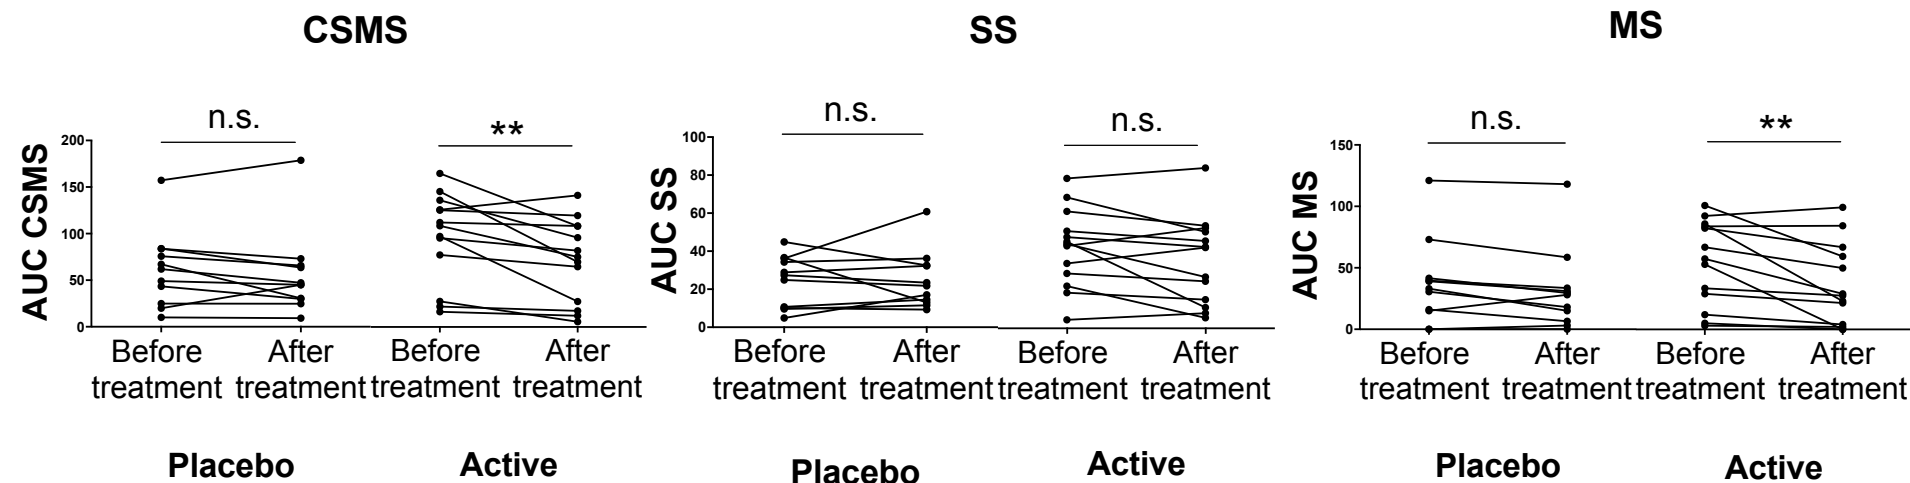 CSMS
n.s.
**
AUC CSMS
200
150
100
50
0
Before treatment
After treatment
Before treatment
After treatment
Placebo
Active
SS
n.s.
n.s.
AUC SS
100
80
60
40
20
0
Before treatment
After treatment
Before treatment
After treatment
Placebo
Active
MS
n.s.
**
AUC MS
150
100
50
0
Before treatment
After treatment
Before treatment
After treatment
Placebo
Active